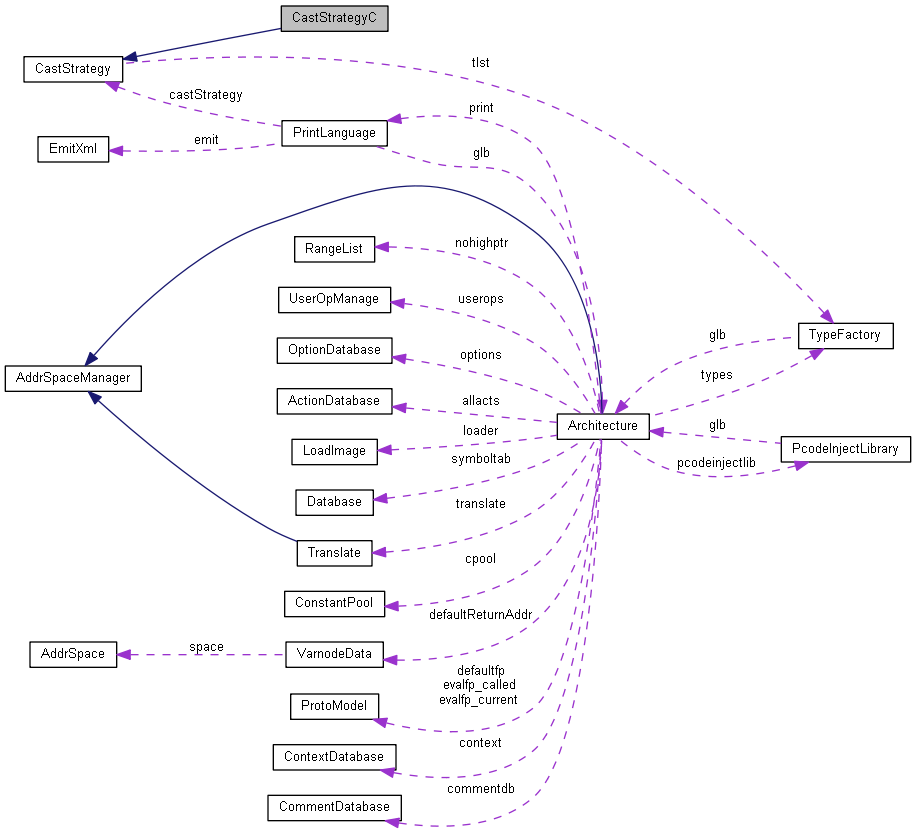 CastStrategyC
tlst
CastStrategy
castStrategy
print
PrintLanguage
emit
EmitXml
glb
nohighptr
RangeList
userops
UserOpManage
glb
TypeFactory
OptionDatabase
options
types
AddrSpaceManager
ActionDatabase
allacts
glb
Architecture
loader
LoadImage
PcodeInjectLibrary
symboltab
pcodeinjectlib
Database
translate
Translate
cpool
ConstantPool
defaultReturnAddr
space
AddrSpace
VarnodeData
defaultfp
evalfp_called
evalfp_current
ProtoModel
context
ContextDatabase
commentdb
CommentDatabase